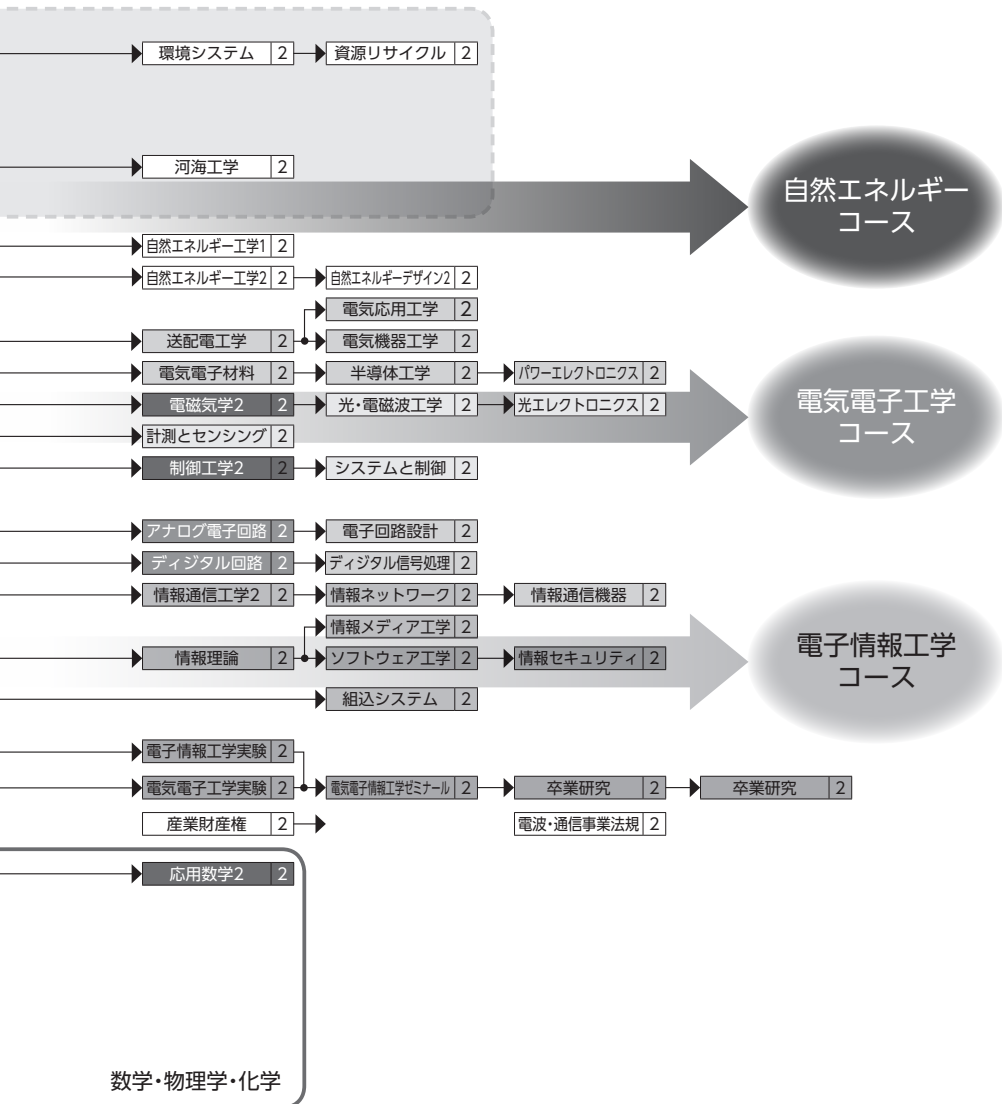 環境システム 2 資源リサイクル 2
河海工学 2
自然エネルギー
コース
自然エネルギー工学1 2
自然エネルギー工学2 2 自然エネルギーデザイン2 2
電気応用工学 2
送配電工学 2 電気機器工学 2
電気電子材料 2 半導体工学 2 パワーエレクトロニクス 2
電磁気学2 2 光・電磁波工学 2 光エレクトロニクス 2
電気電子工学
コース
計測とセンシング 2
制御工学2 2 システムと制御 2
アナログ電子回路 2 電子回路設計 2
ディジタル回路 2 ディジタル信号処理 2
情報通信工学2 2 情報ネットワーク 2 情報通信機器 2
情報メディア工学 2
情報理論 2 ソフトウェア工学 2 情報セキュリティ 2
電子情報工学
コース
組込システム 2
電子情報工学実験 2
電気電子工学実験 2 電気電子情報工学ゼミナール 2 卒業研究 2 卒業研究 2
産業財産権 2 電波・通信事業法規 2
応用数学2 2
数学・物理学・化学